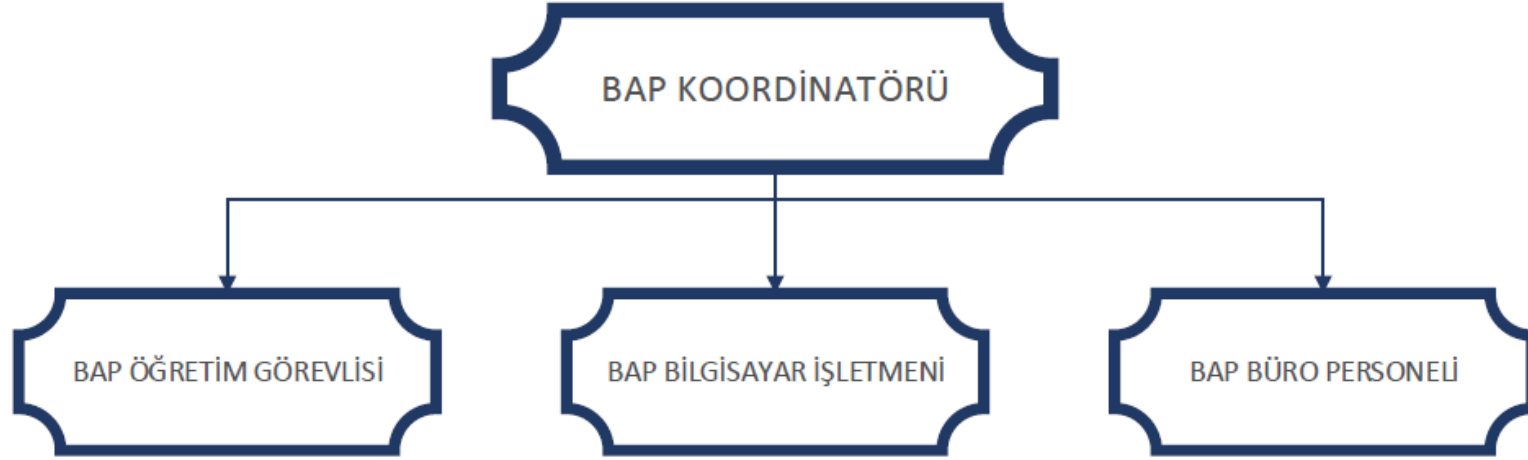 BAP KOORDİNATÖRÜ
BAP ÖĞRETİM GÖREVLİSİ
BAP BİLGİSAYAR İŞLETMENİ
BAP BÜRO PERSONELİ